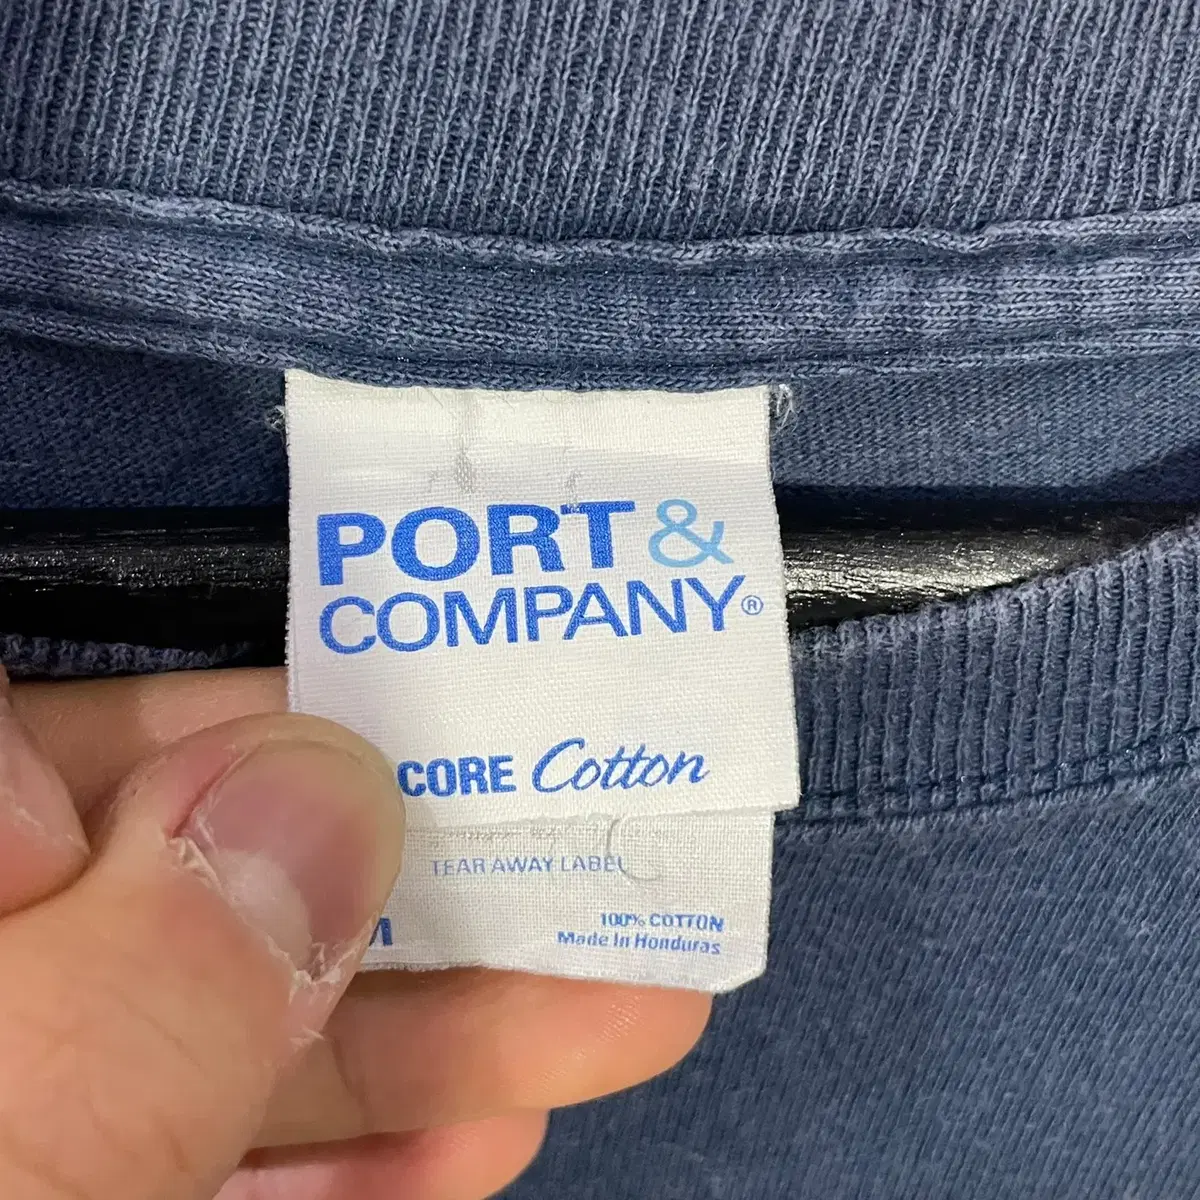 PORT &
COMPANY®
CORE Cotton
TEAR AWAY LABEL
M
100% COTTON
Made In Honduras